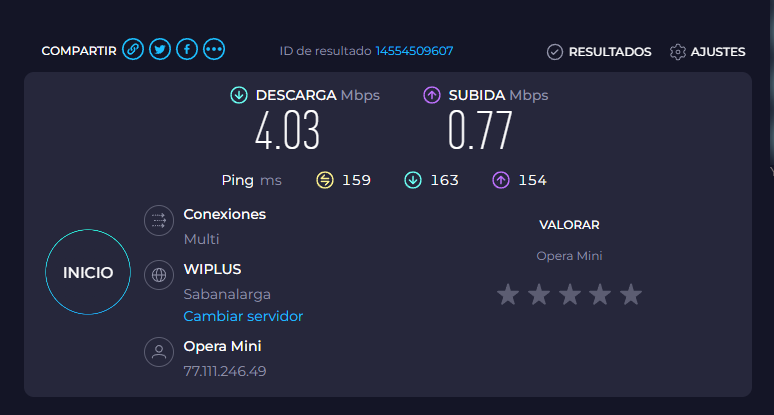 COMPARTIR
ID de resultado 14554509607
RESULTADOS
AJUSTES
DESCARGA Mbps
4.03
SUBIDA Mbps
0.77
Ping ms
159
163
154
INICIO
Conexiones
Multi
WIPLUS
Sabanalarga
Cambiar servidor
Opera Mini
77.111.246.49
VALORAR
Opera Mini